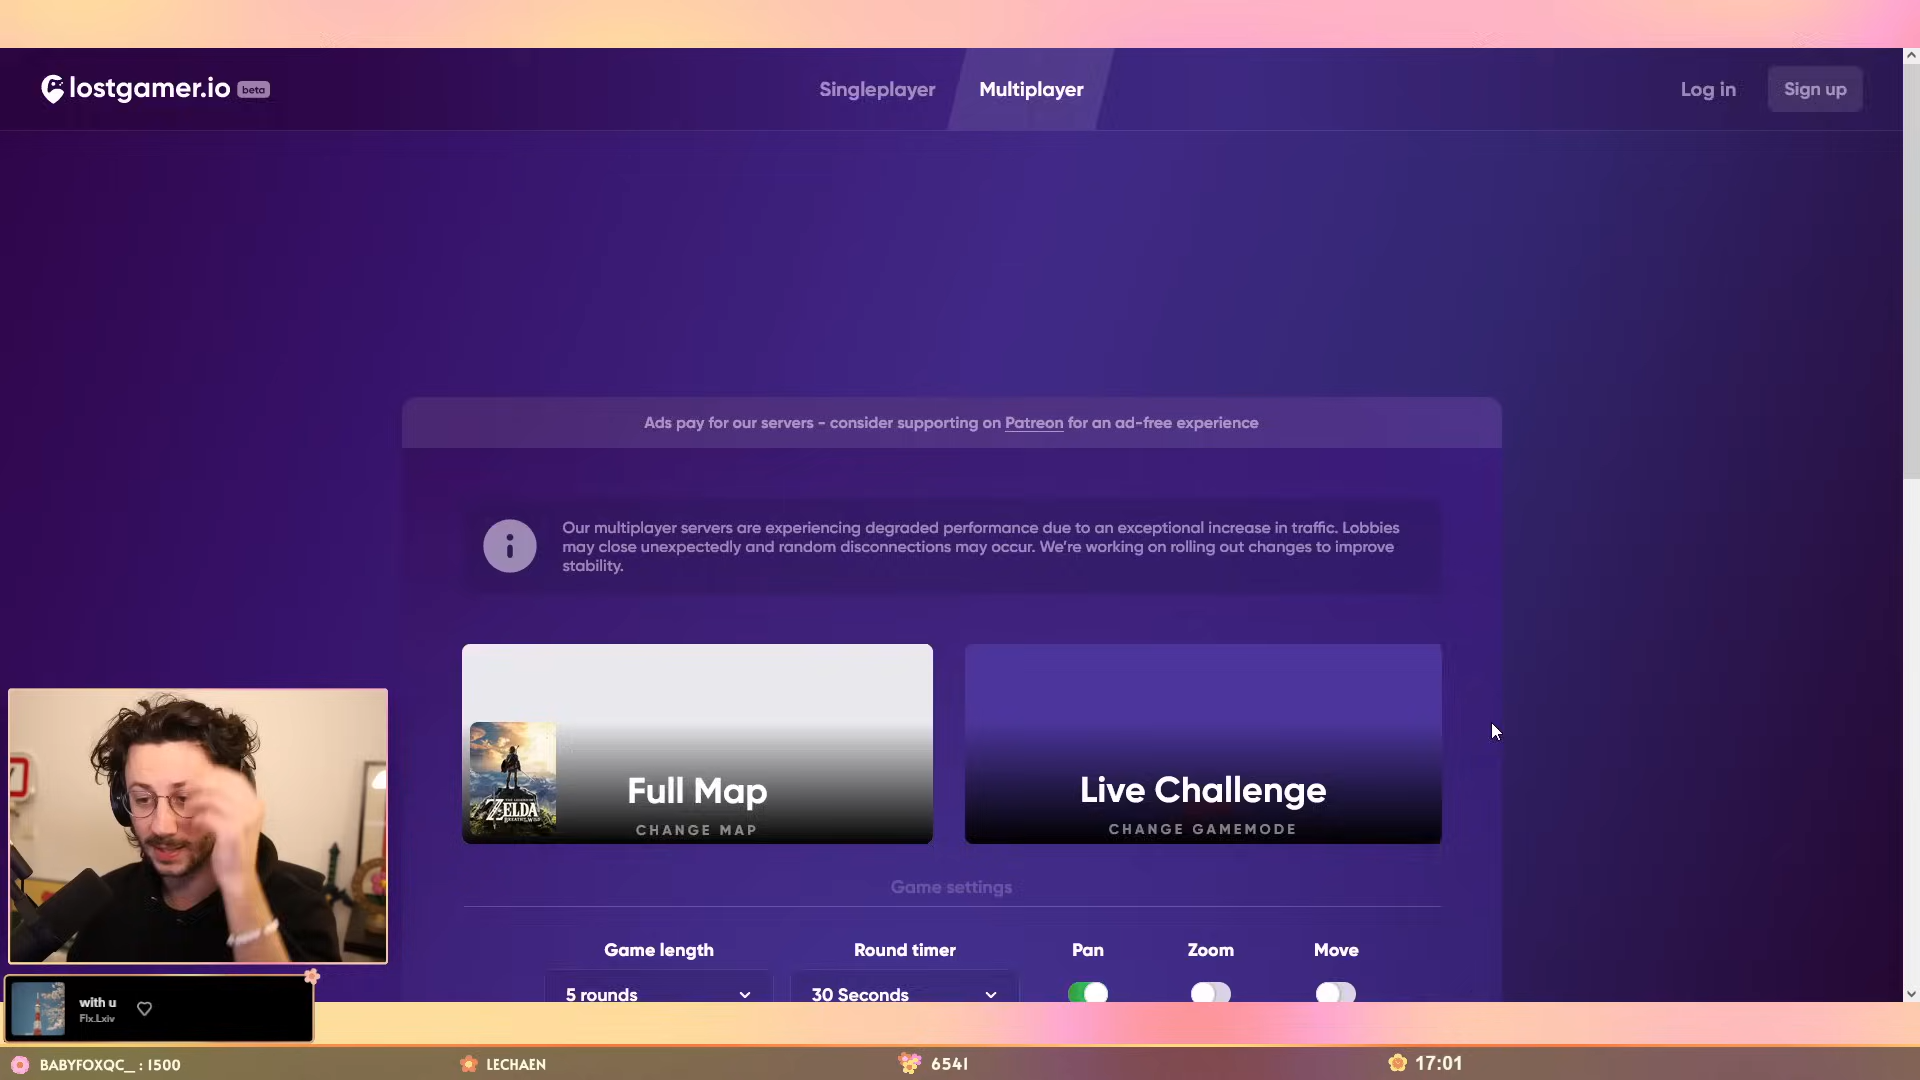 lostgamer.io beta
Singleplayer
Multiplayer
Log in
Sign up
Ads pay for our servers - consider supporting on Patreon for an ad-free experience
Our multiplayer servers are experiencing degraded performance due to an exceptional increase in traffic. Lobbies
may close unexpectedly and random disconnections may occur. We're working on rolling out changes to improve
stability.
ZELDA
Full Map
CHANGE MAP
Live Challenge
CHANGE GAMEMODE
Game settings
Game length
Round timer
Pan
Zoom
Move
5 rounds
30 Seconds
with u
Flx.Lxiv
BABYFOXQC_ : 1500
LECHAEN
6541
17:01